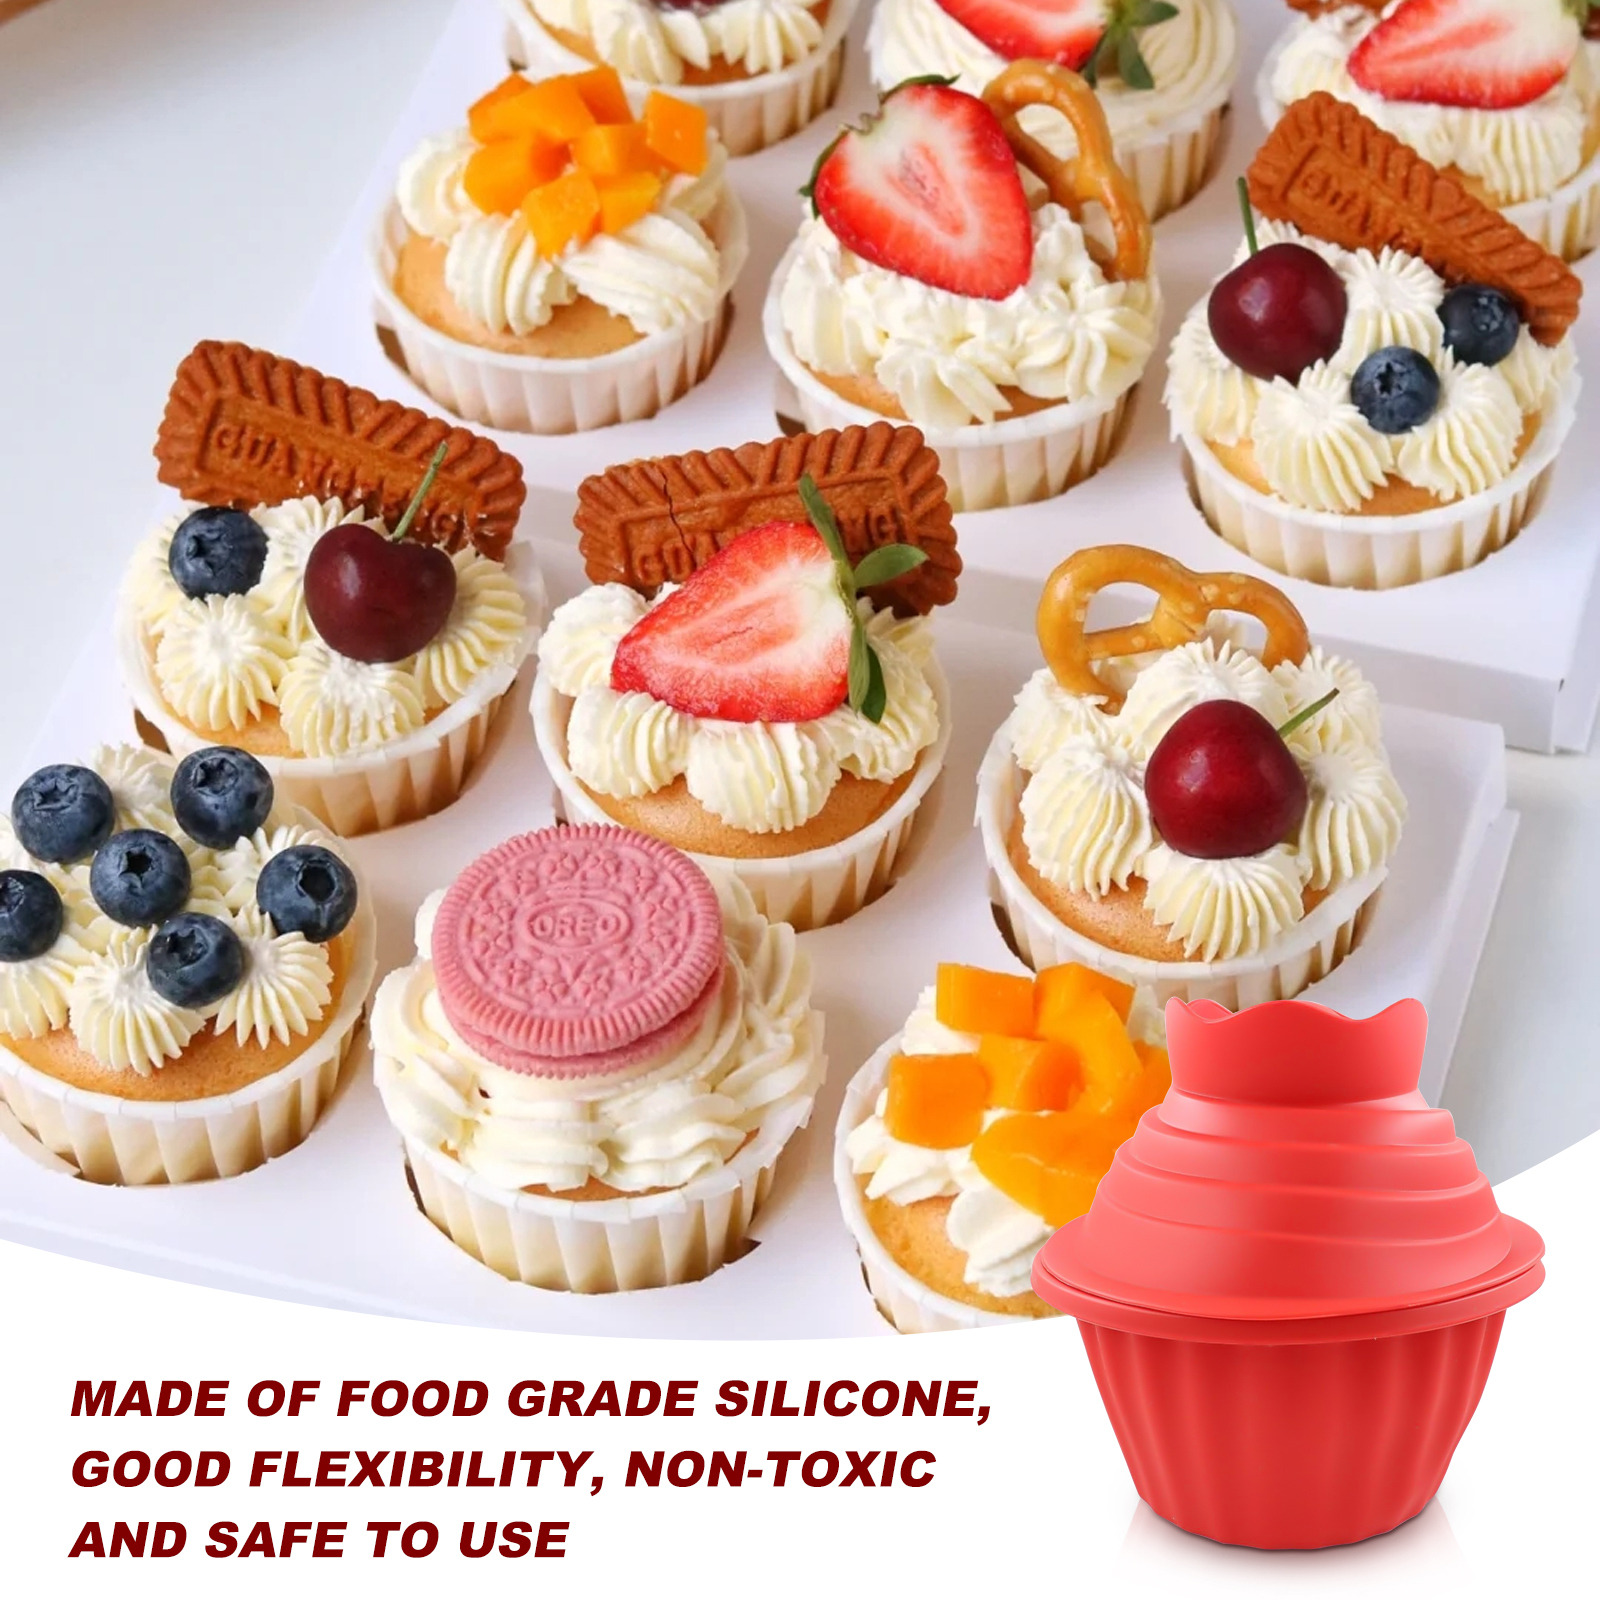 OREO
MADE OF FOOD GRADE SILICONE,
GOOD FLEXIBILITY, NON-TOXIC
AND SAFE TO USE